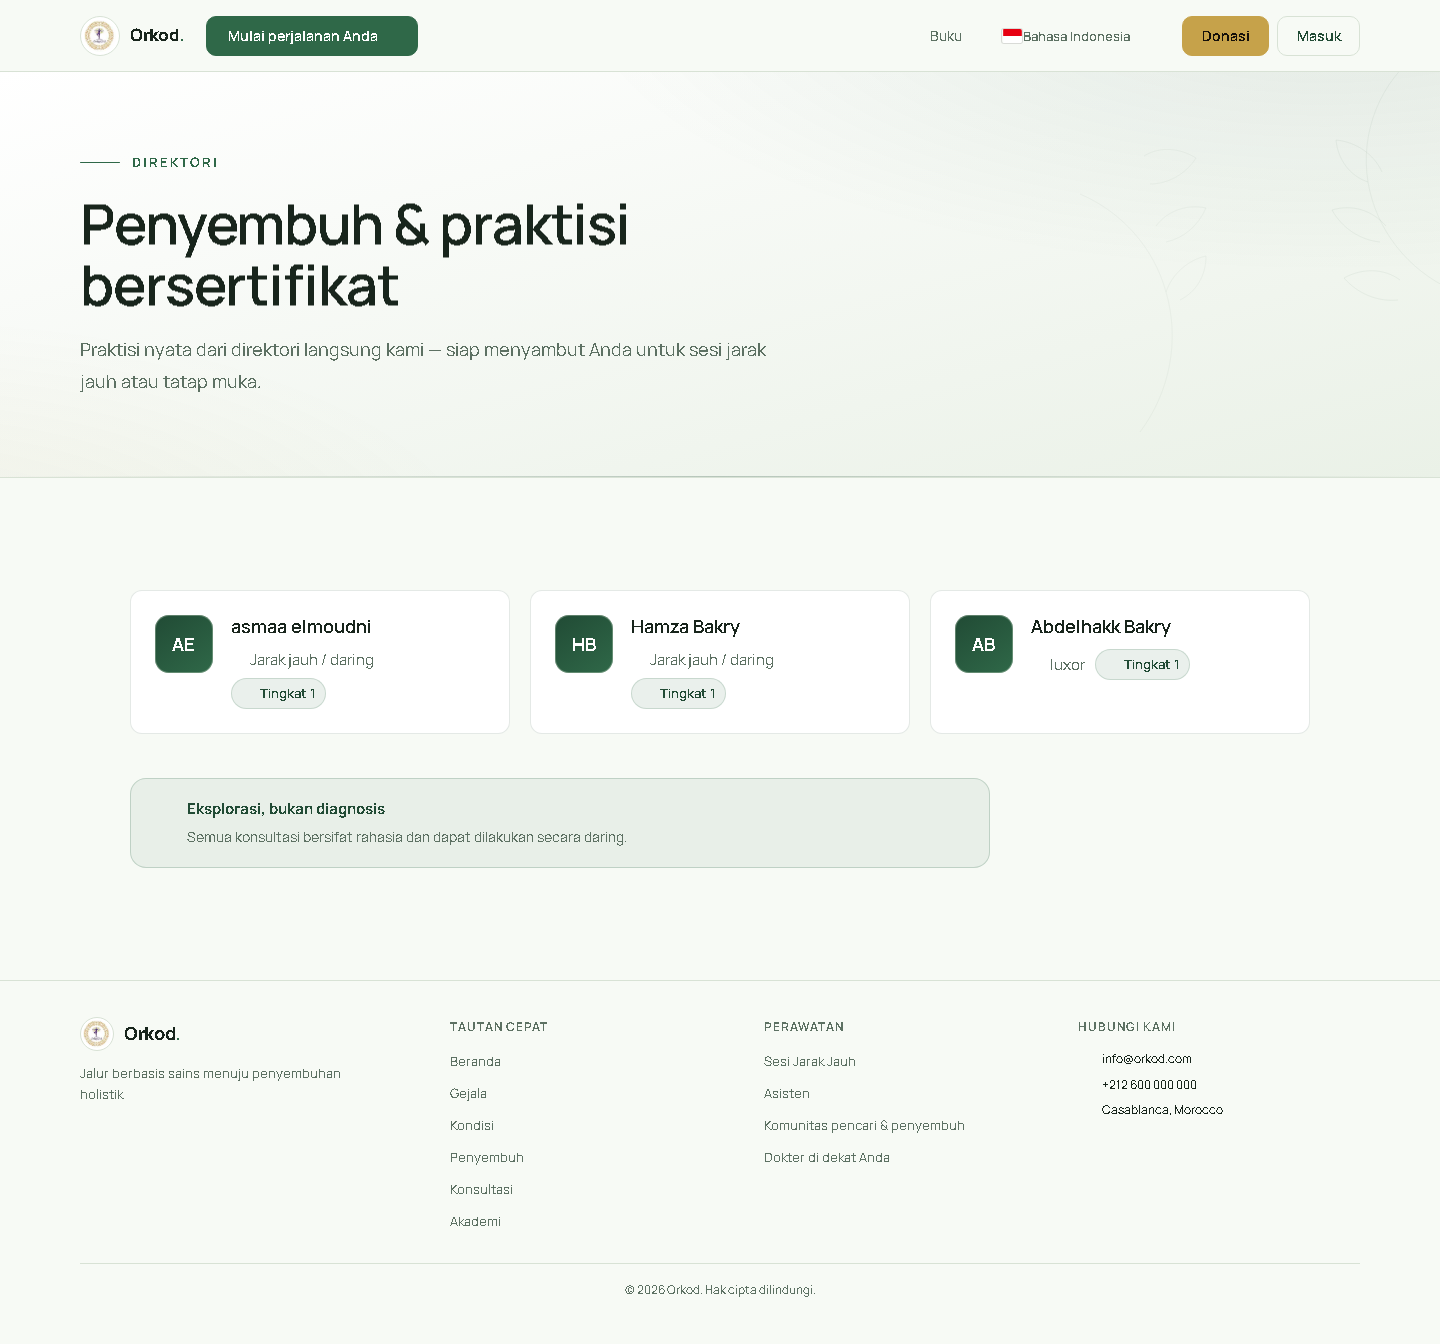 Orkod.
Mulai perjalanan Anda
Buku
Bahasa Indonesia
Donasi
Masuk
DIREKTORI
Penyembuh & praktisi
bersertifikat
Praktisi nyata dari direktori langsung kami — siap menyambut Anda untuk sesi jarak
jauh atau tatap muka.
AE
asmaa elmoudni
Jarak jauh / daring
Tingkat 1
HB
Hamza Bakry
Jarak jauh / daring
Tingkat 1
AB
Abdelhakk Bakry
luxor
Tingkat 1
Eksplorasi, bukan diagnosis
Semua konsultasi bersifat rahasia dan dapat dilakukan secara daring.
Orkod.
Jalur berbasis sains menuju penyembuhan
holistik.
TAUTAN CEPAT
Beranda
Gejala
Kondisi
Penyembuh
Konsultasi
Akademi
PERAWATAN
Sesi Jarak Jauh
Asisten
Komunitas pencari & penyembuh
Dokter di dekat Anda
HUBUNGI KAMI
info@orkod.com
+212 600 000 000
Casablanca, Morocco
© 2026 Orkod. Hak cipta dilindungi.